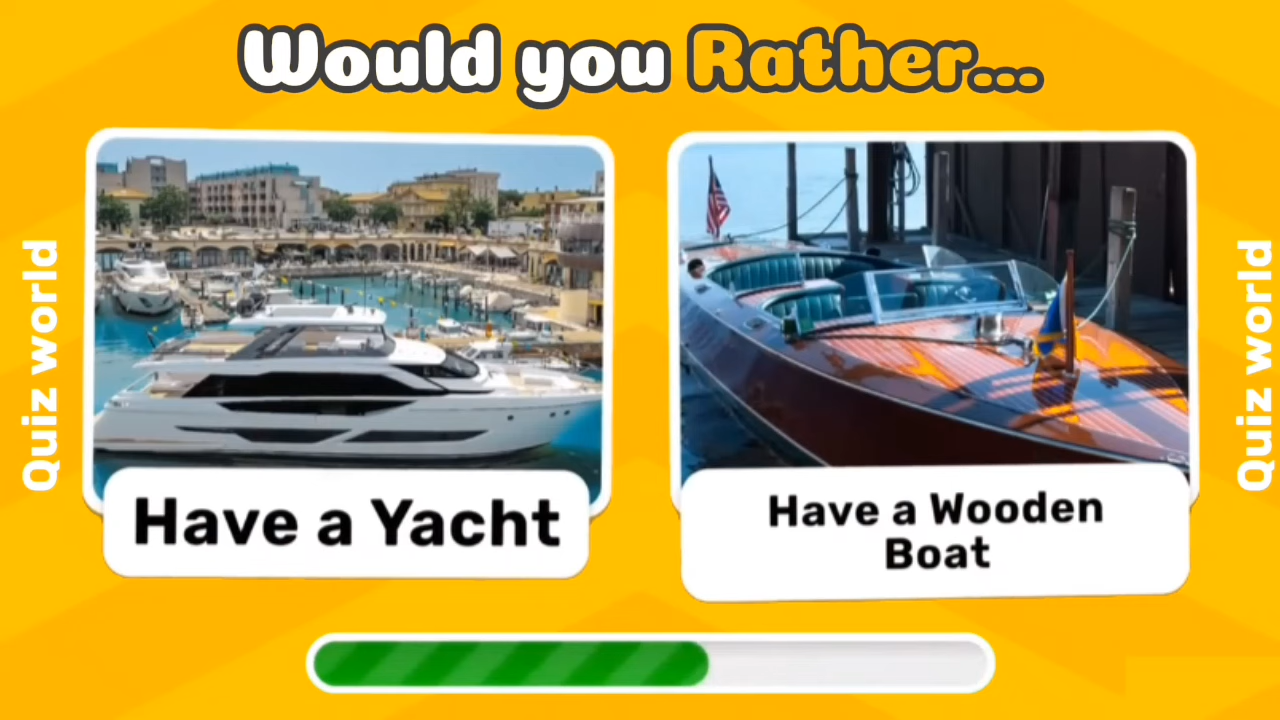 Would you Rather...
Quiz world
Have a Yacht
Have a Wooden
Boat
Quiz world